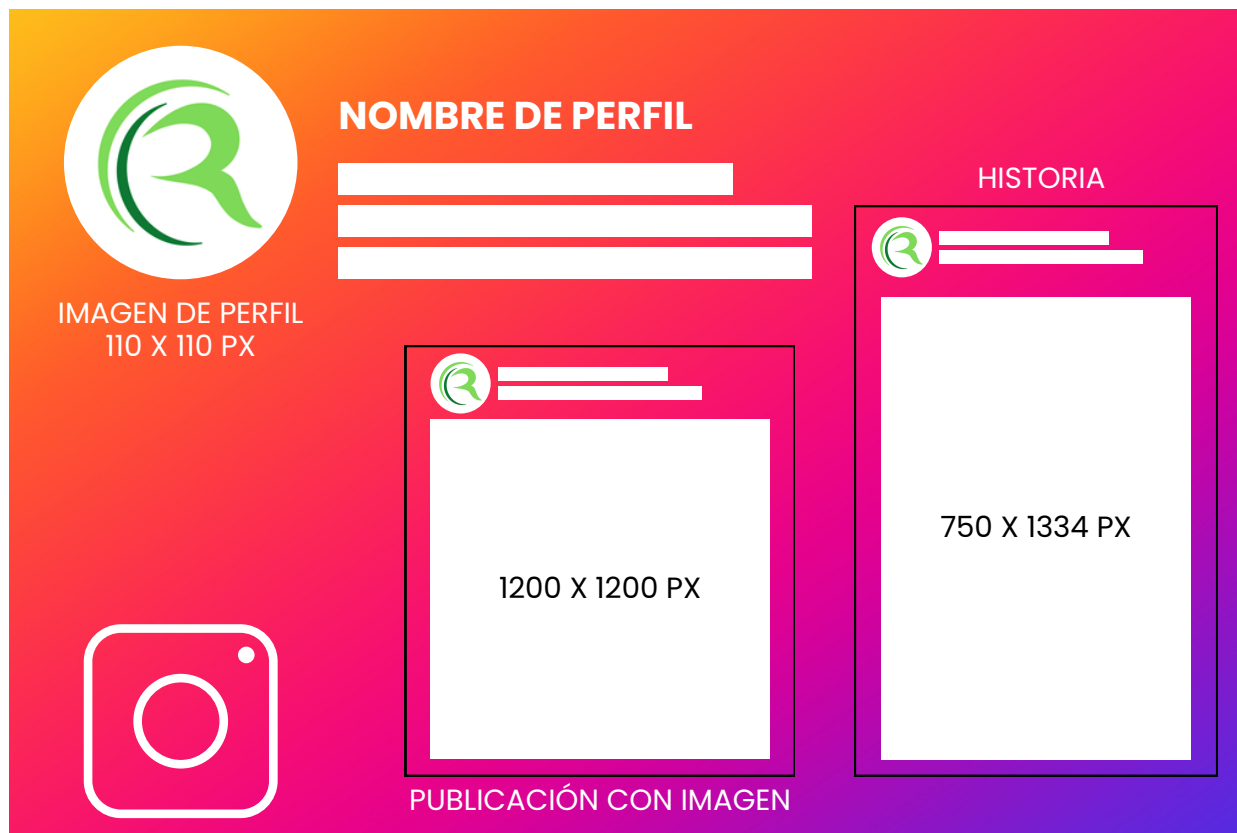 NOMBRE DE PERFIL
IMAGEN DE PERFIL
110 X 110 PX
HISTORIA
750 X 1334 PX
1200 X 1200 PX
PUBLICACIÓN CON IMAGEN